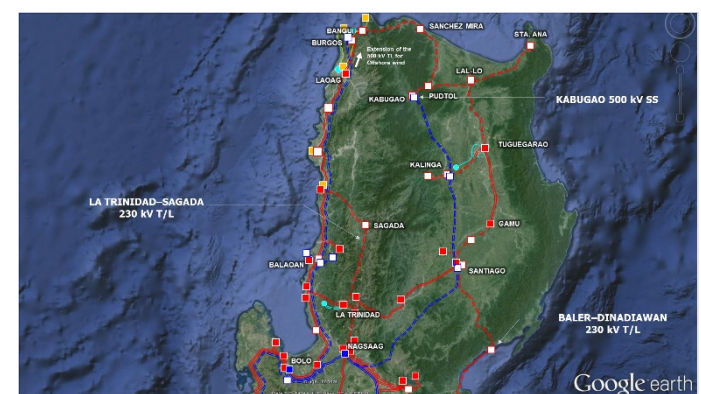 BANGUI
SANCHEZ MIRA
STA. ANA
BURGOS
Extension of the
500 kV TL for
Offshore wind
LAOAG
LAL-LO
KABUGAO
PUDTOL
KABUGAO 500 kV SS
TUGUEGARAO
KALINGA
LA TRINIDAD–SAGADA
230 kV T/L
SAGADA
GAMU
BALAOAN
SANTIAGO
LA TRINIDAD
BALER–DINADIAWAN
230 kV T/L
NAGSAAG
BOLO
Google earth